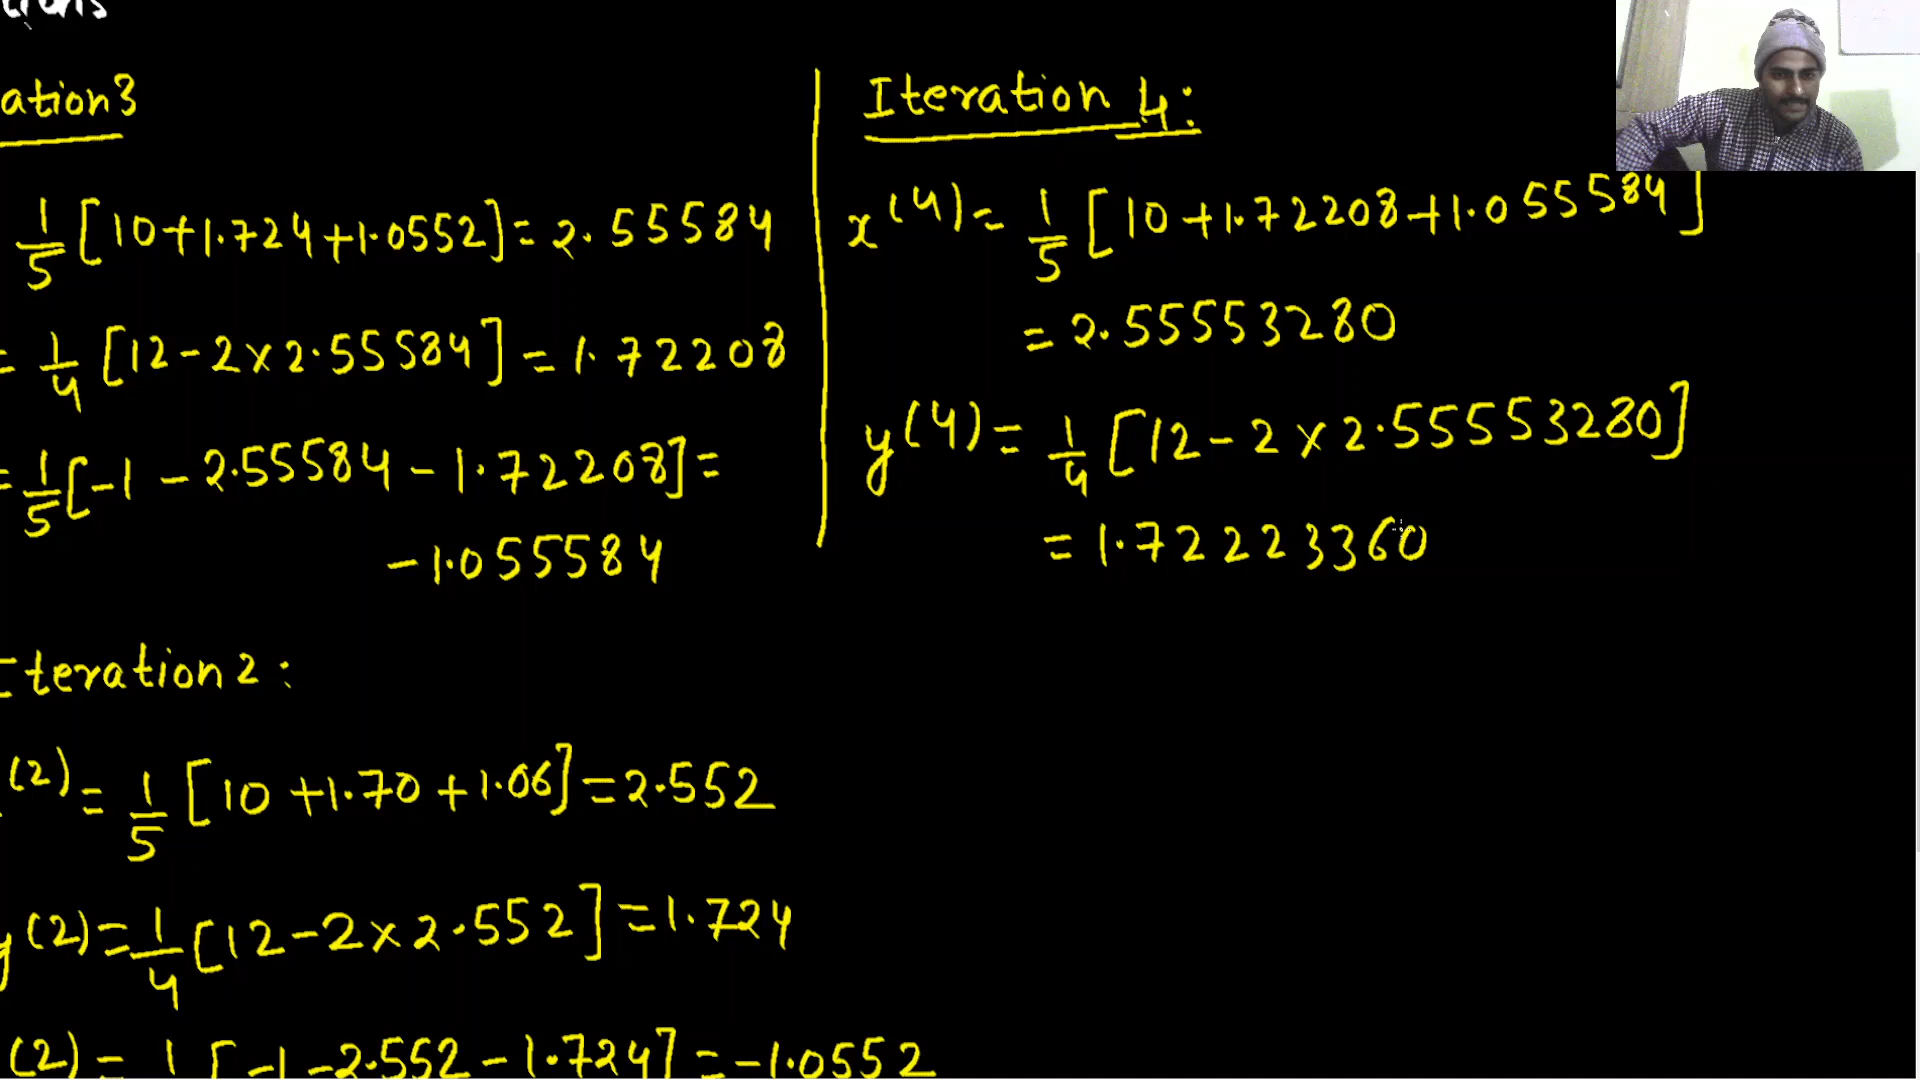 ations
ation3
1/5 [10+1.724+1.0552] = 2.55584
= 1/4 [12-2×2.55584] = 1.72208
= 1/5 [-1 - 2.55584 - 1.72208] =
-1.055584
Iteration 2:
(2) = 1/5 [10 +1.70 +1.06] = 2.552
y(2) = 1/4 [12-2×2.552] = 1.724
(2) = 1 [-1 -2.552 -1.724] = -1.0552
Iteration 4:
x(4) = 1/5 [10+1.72208+1.055584]
= 2.55553280
y(4) = 1/4 [12-2×2.55553280]
= 1.72223360